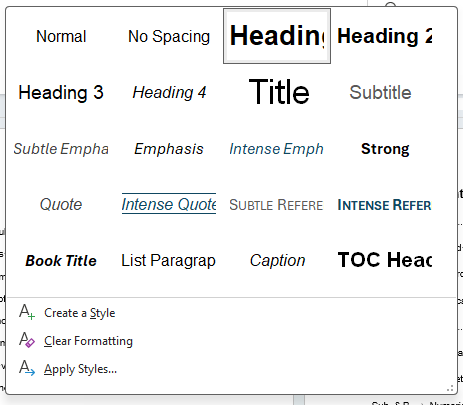 Normal No Spacing Heading Heading 2
Heading 3 Heading 4 Title Subtitle
Subtle Empha Emphasis Intense Emph Strong
Quote Intense Quote SUBTLE REFERE INTENSE REFER
Book Title List Paragrap Caption TOC Head
Create a Style
Clear Formatting
Apply Styles...